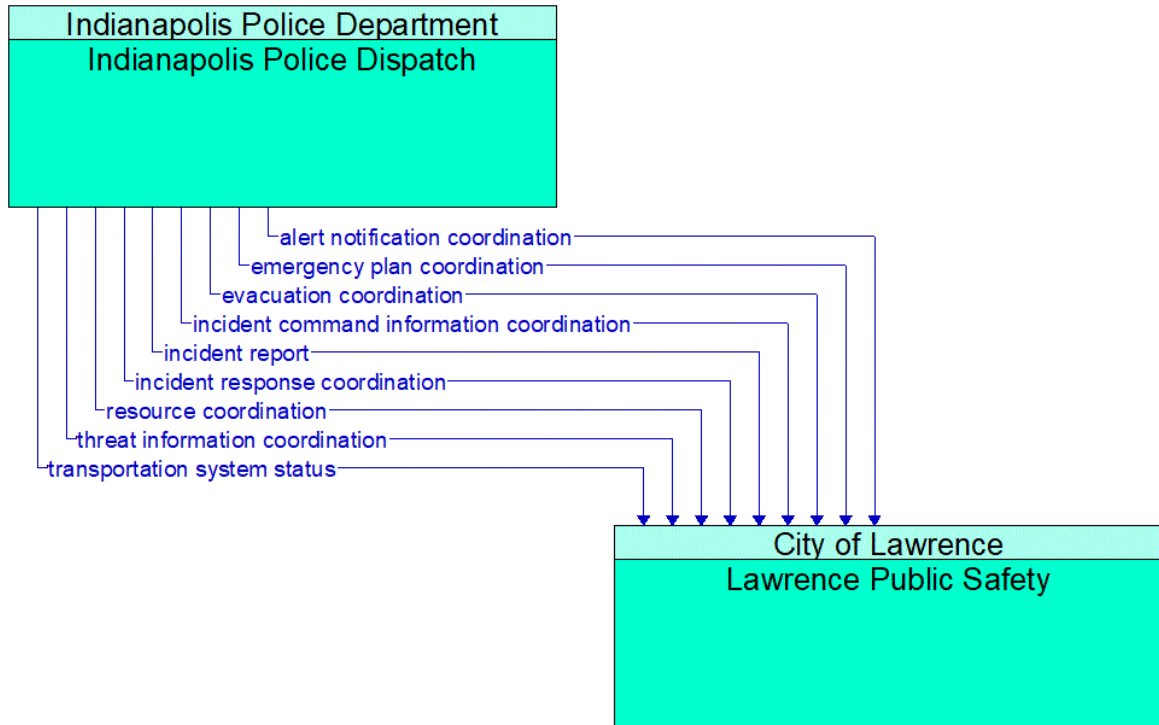 Indianapolis Police Department
Indianapolis Police Dispatch
alert notification coordination
emergency plan coordination
evacuation coordination
incident command information coordination
incident report
incident response coordination
resource coordination
threat information coordination
transportation system status
City of Lawrence
Lawrence Public Safety